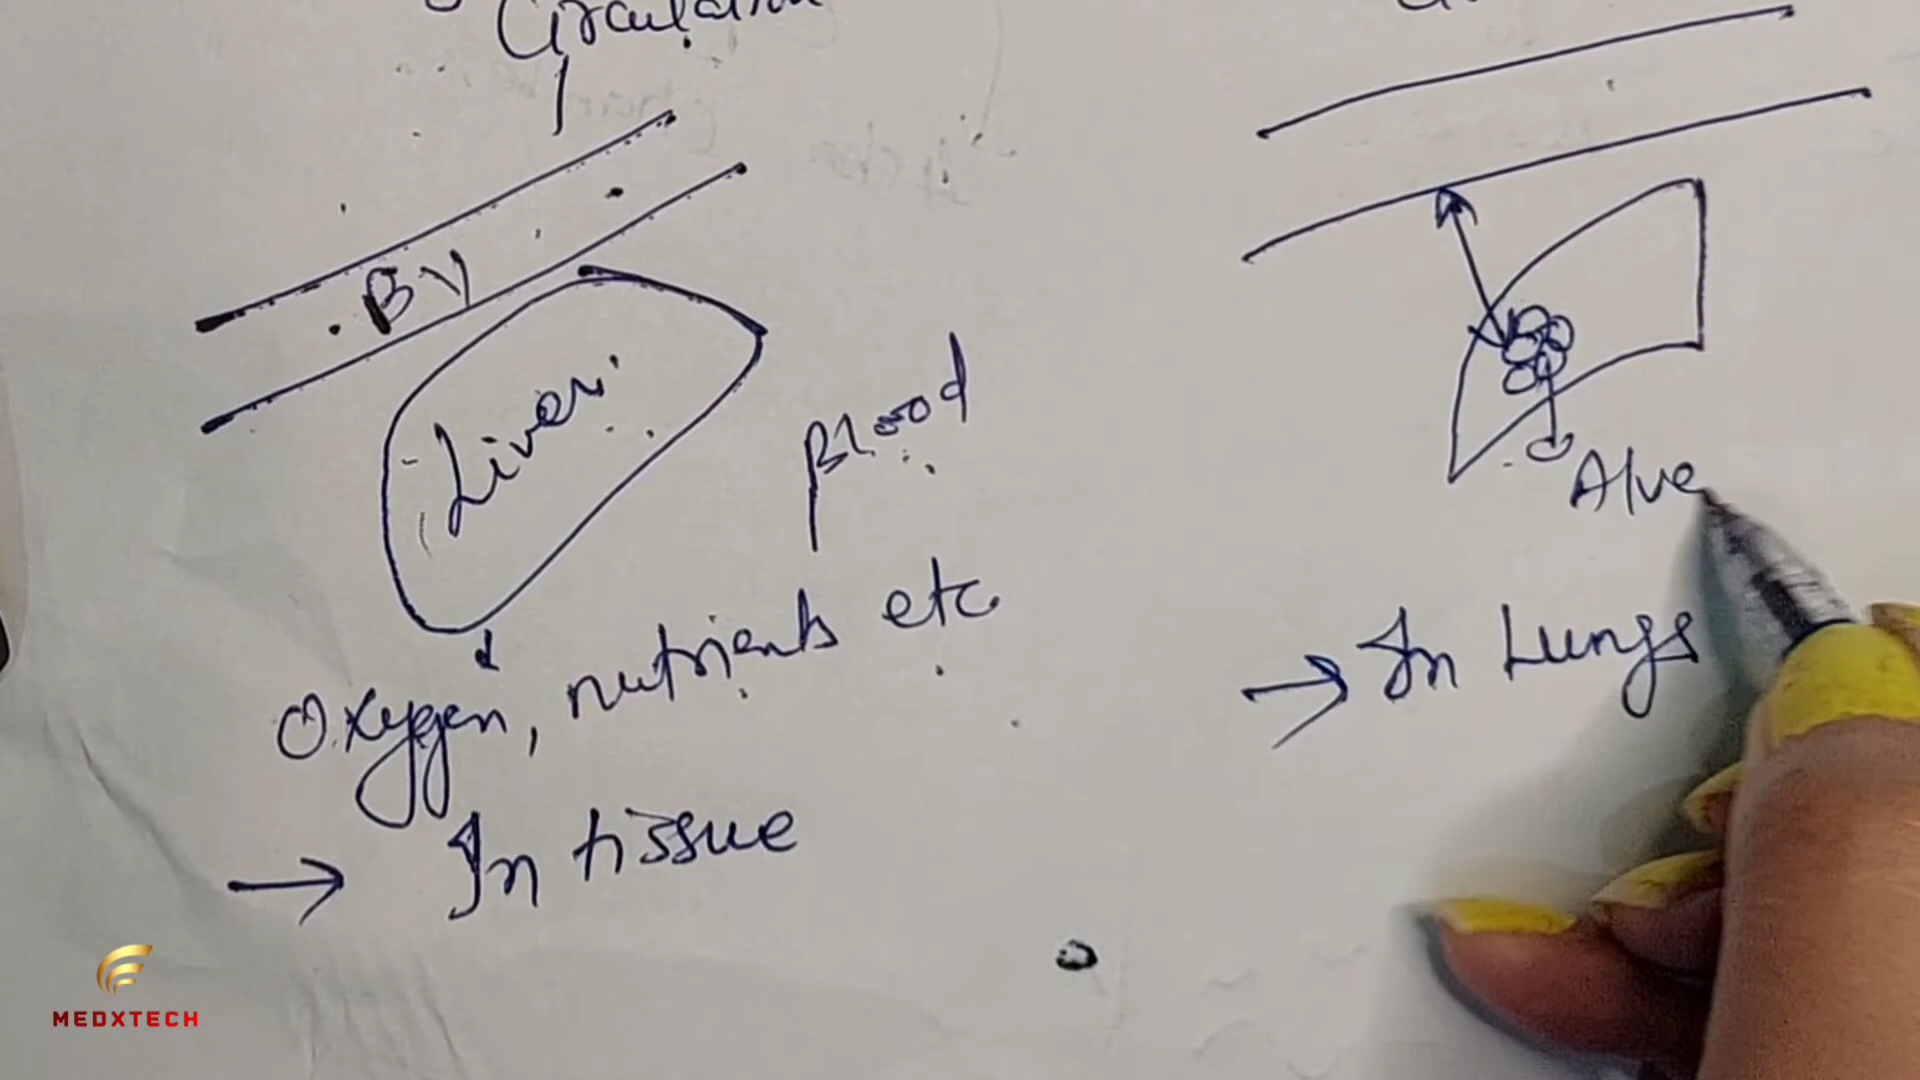 Circulation
BV
Liver
Blood
Oxygen, nutrients etc
→ In tissue
Alve
→ In Lungs
MEDXTECH